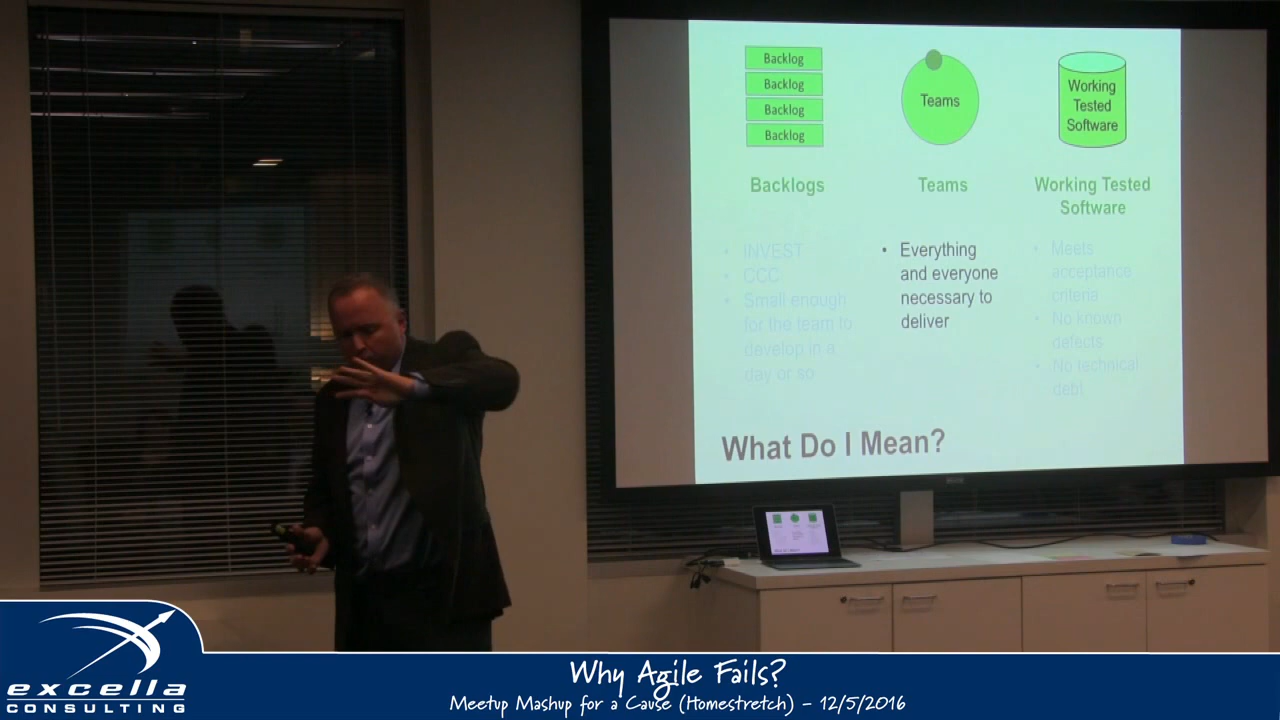 Backlog
Backlog
Backlog
Backlog
Teams
Working
Tested
Software
Backlogs
Teams
Working Tested
Software
• INVEST
• CCC
• Small enough
for the team to
develop in a
day or so
• Everything
and everyone
necessary to
deliver
• Meets
acceptance
criteria
• No known
defects
• No technical
debt
What Do I Mean?
excella
CONSULTING
Why Agile Fails?
Meetup Mashup for a Cause (Homestretch) - 12/5/2016